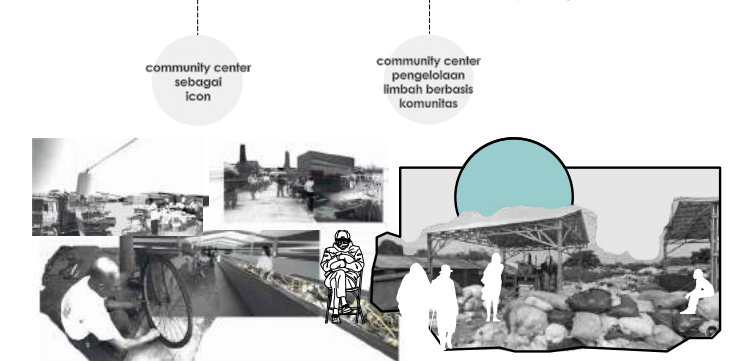 community center
sebagai
icon
community center
pengelolaan
limbah berbasis
komunitas